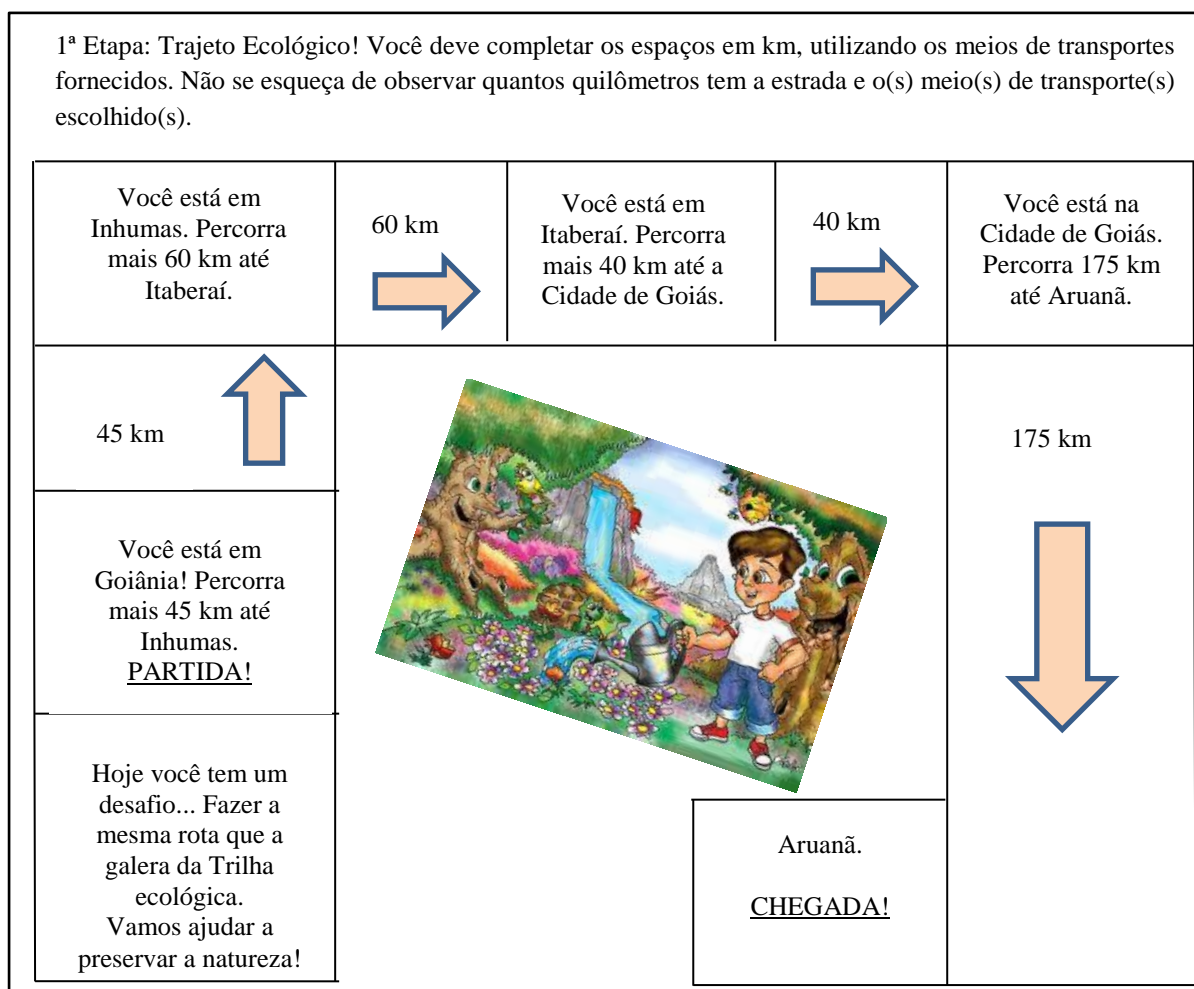 1ª Etapa: Trajeto Ecológico! Você deve completar os espaços em km, utilizando os meios de transportes
fornecidos. Não se esqueça de observar quantos quilômetros tem a estrada e o(s) meio(s) de transporte(s)
escolhido(s).
Você está em
Inhumas. Percorra
mais 60 km até
Itaberaí.
60 km
Você está em
Itaberaí. Percorra
mais 40 km até a
Cidade de Goiás.
40 km
Você está na
Cidade de Goiás.
Percorra 175 km
até Aruanã.
45 km
175 km
Você está em
Goiânia! Percorra
mais 45 km até
Inhumas.
PARTIDA!
Hoje você tem um
desafio... Fazer a
mesma rota que a
galera da Trilha
ecológica.
Vamos ajudar a
preservar a natureza!
Aruanã.
CHEGADA!